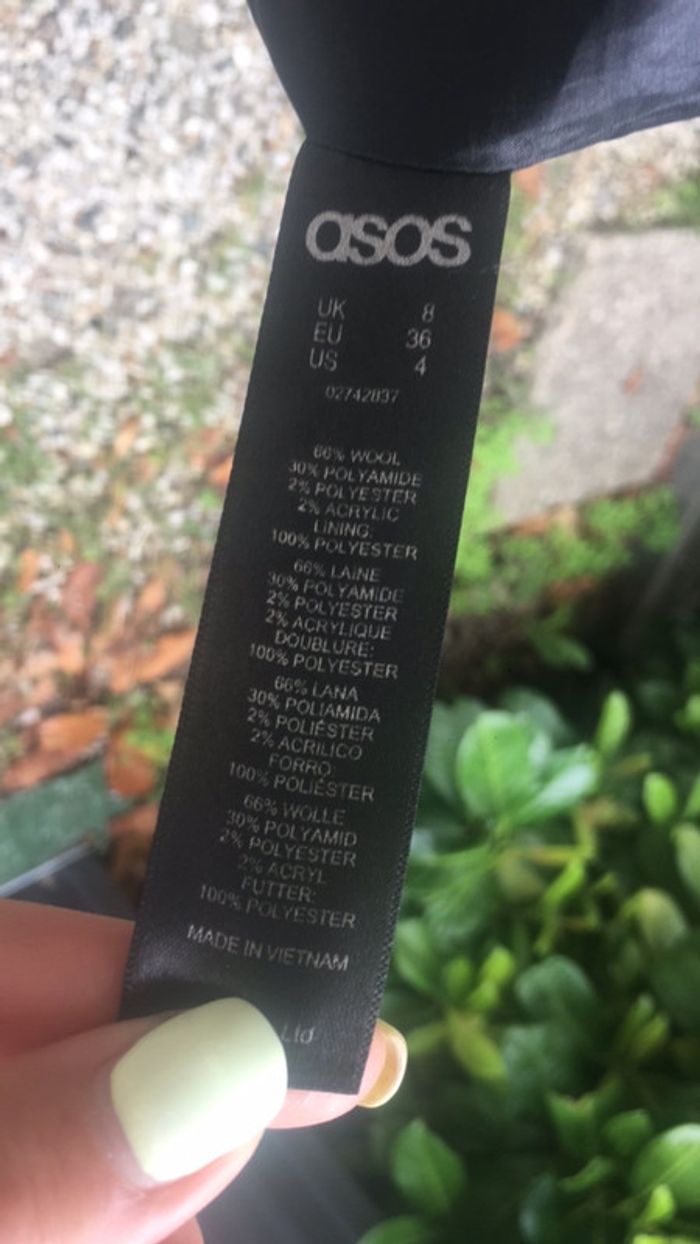 asos
UK 8
EU 36
US 4
02742837
66% WOOL
30% POLYAMIDE
2% POLYESTER
2% ACRYLIC
LINING:
100% POLYESTER
66% LAINE
30% POLYAMIDE
2% POLYESTER
2% ACRYLIQUE
DOUBLURE:
100% POLYESTER
66% LANA
30% POLIAMIDA
2% POLIÉSTER
2% ACRILICO
FORRO
100% POLIÉSTER
66% WOLLE
30% POLYAMID
2% POLYESTER
2% ACRYL
FUTTER:
100% POLYESTER
MADE IN VIETNAM
Ltd